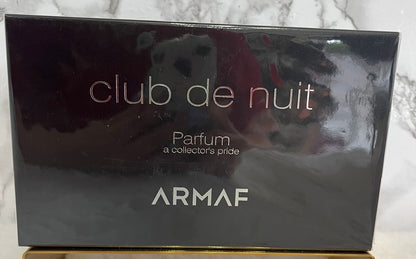 club de nuit
Parfum
a collector's pride
ARMAF